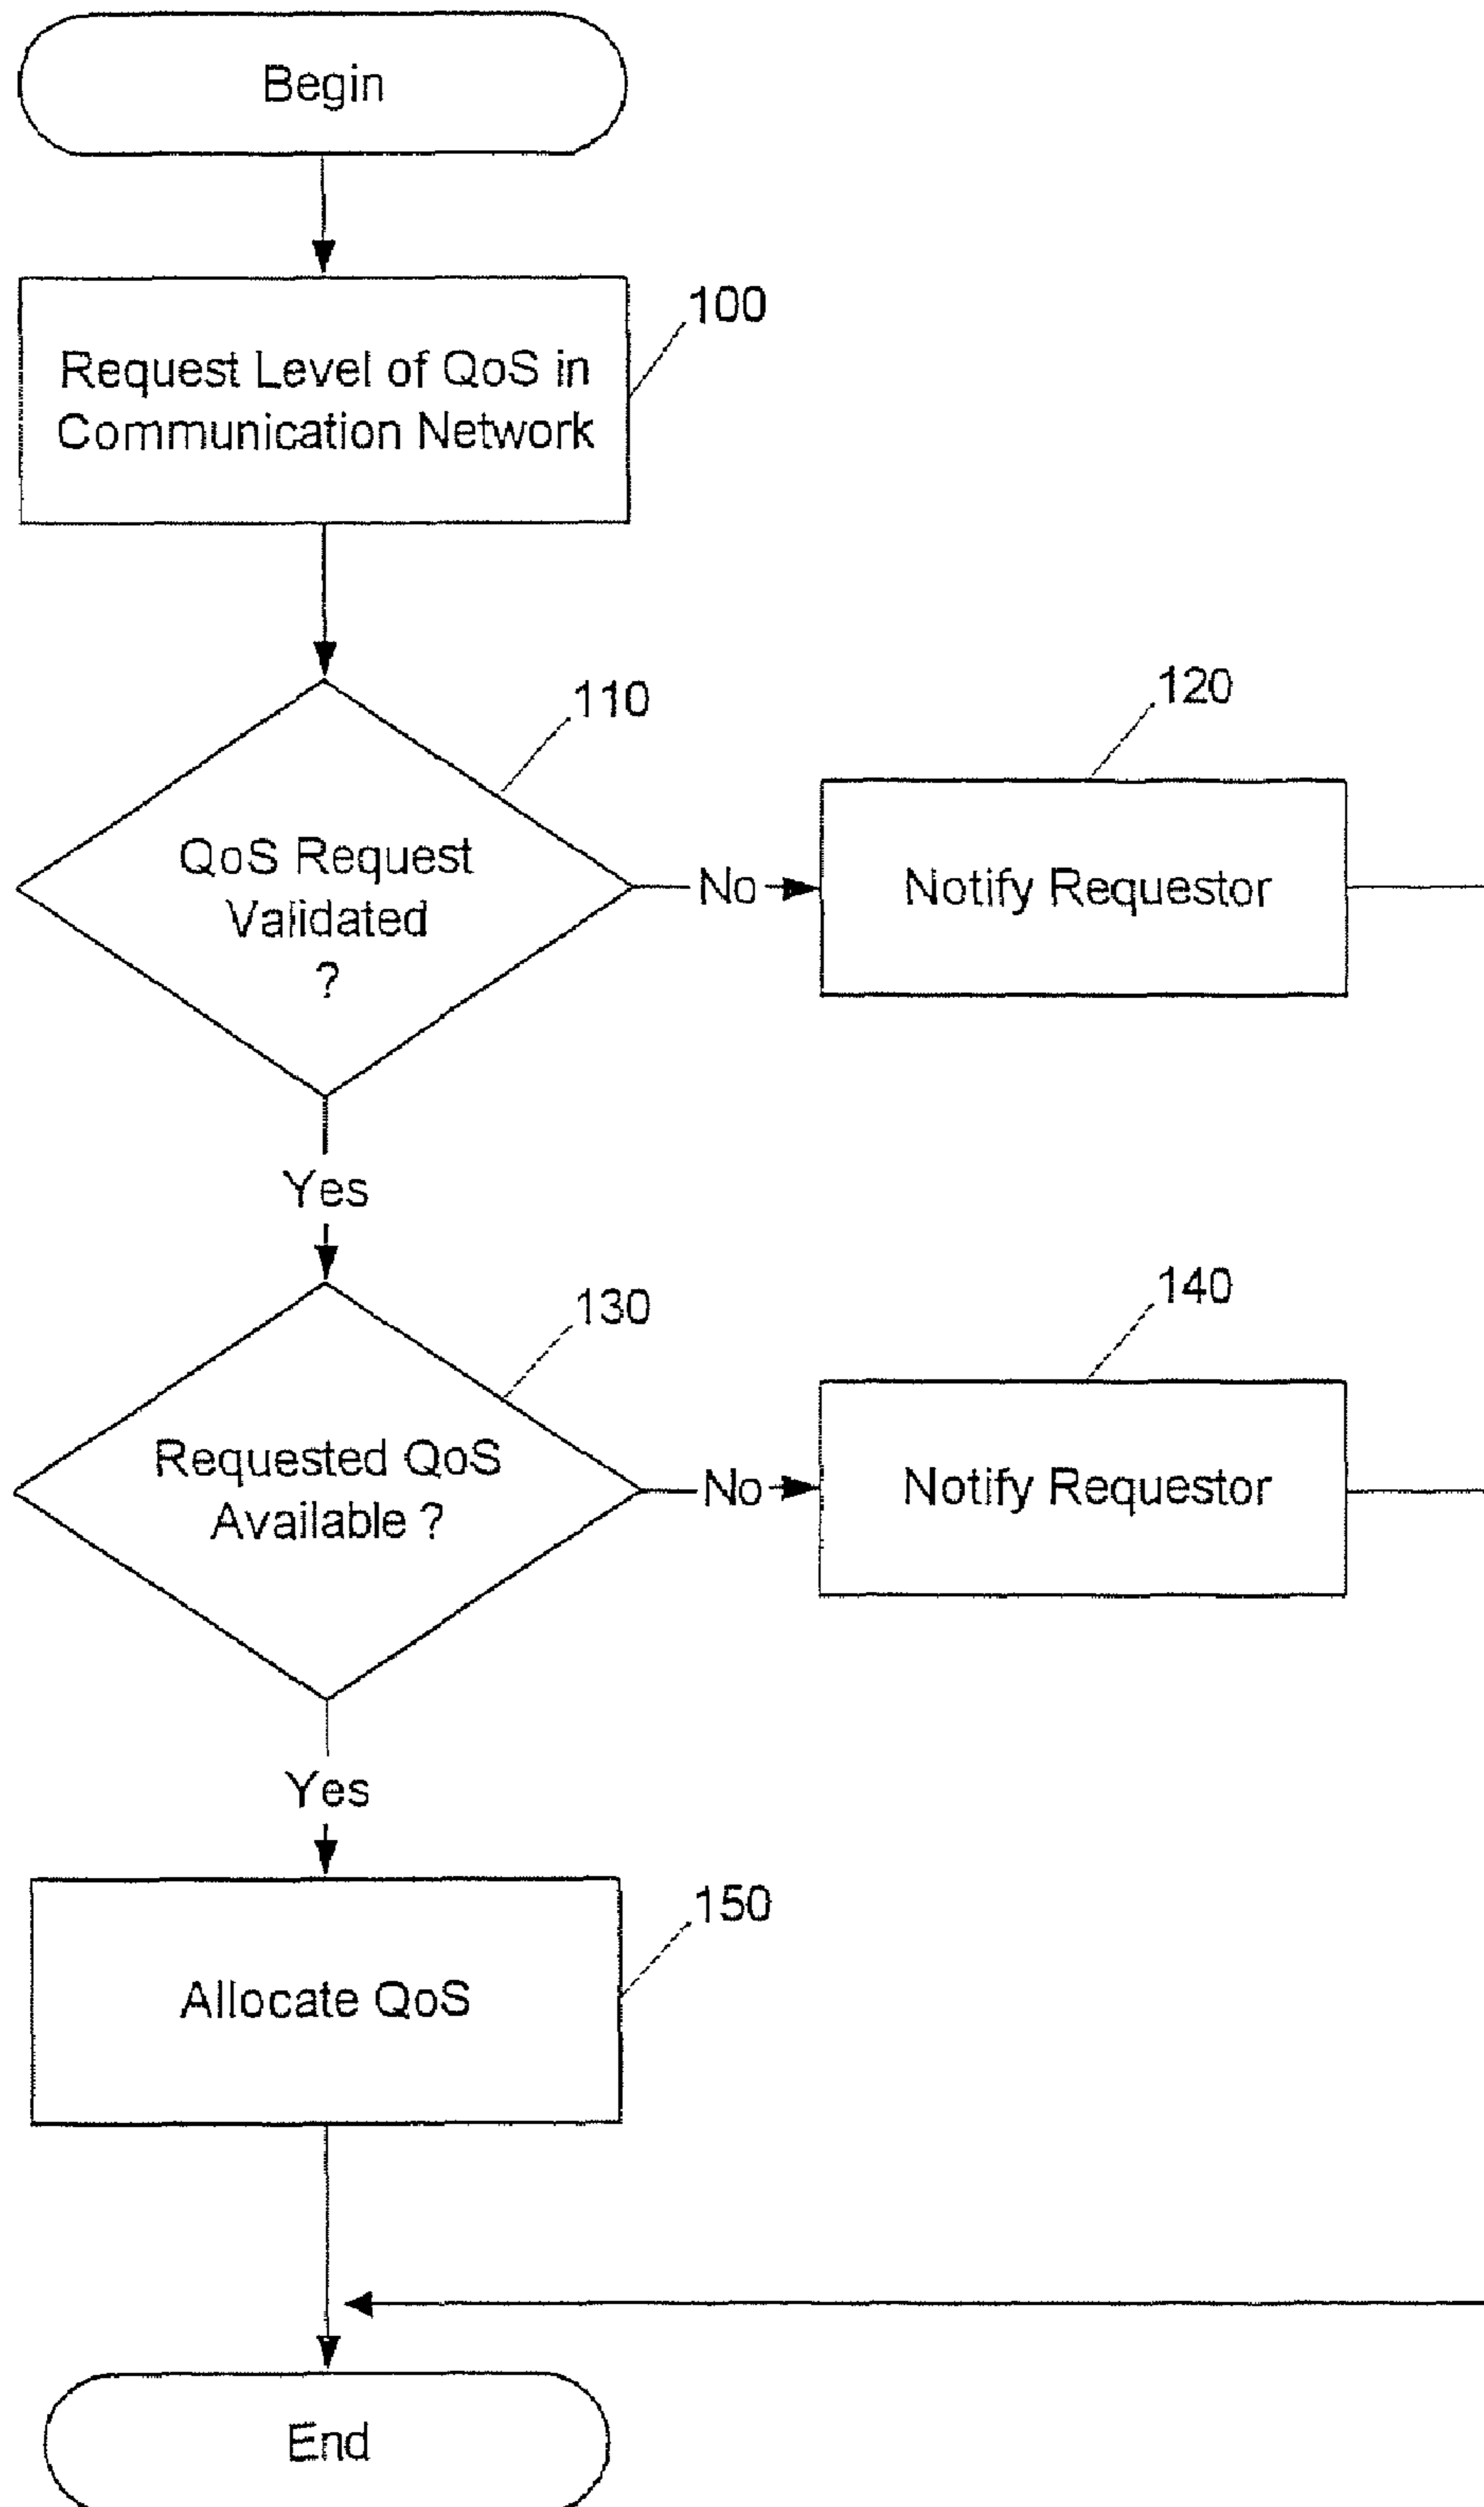 Begin
100
Request Level of QoS in
Communication Network
110
120
QoS Request
Validated
?
No
Notify Requestor
Yes
130
140
Requested QoS
Available ?
No
Notify Requestor
Yes
150
Allocate QoS
End